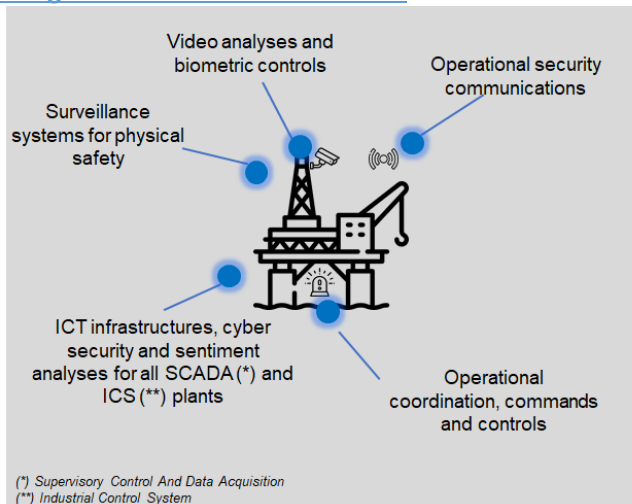 Video analyses and
biometric controls
Operational security
communications
Surveillance
systems for physical
safety
ICT infrastructures, cyber
security and sentiment
analyses for all SCADA (*) and
ICS (**) plants
Operational
coordination, commands
and controls
(*) Supervisory Control And Data Acquisition
(**) Industrial Control System